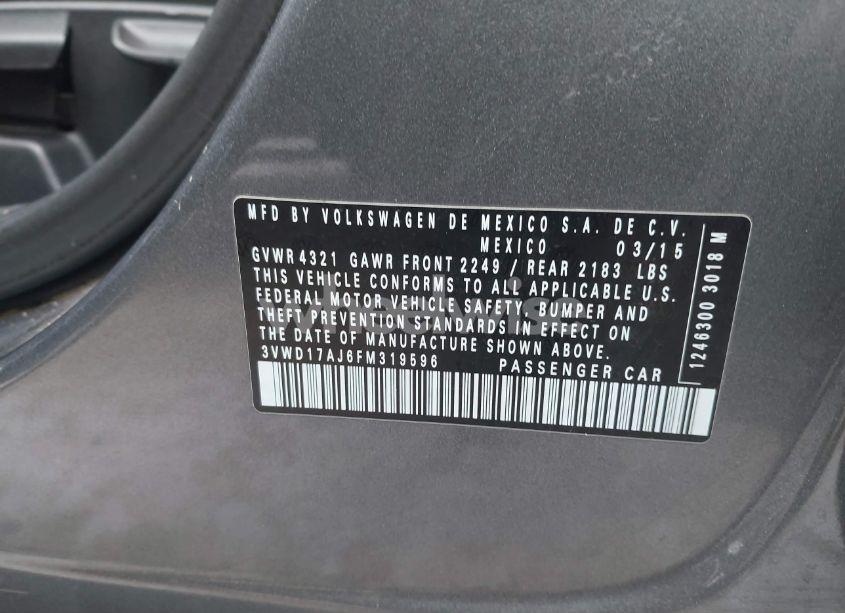 MFD BY VOLKSWAGEN DE MEXICO S.A. DE C.V.
MEXICO 03/15
GVWR 4321 GAWR FRONT 2249 / REAR 2183 LBS
THIS VEHICLE CONFORMS TO ALL APPLICABLE U.S.
FEDERAL MOTOR VEHICLE SAFETY, BUMPER AND
THEFT PREVENTION STANDARDS IN EFFECT ON
THE DATE OF MANUFACTURE SHOWN ABOVE.
3VWD17AJ6FM319596 PASSENGER CAR
1246300 3018 M